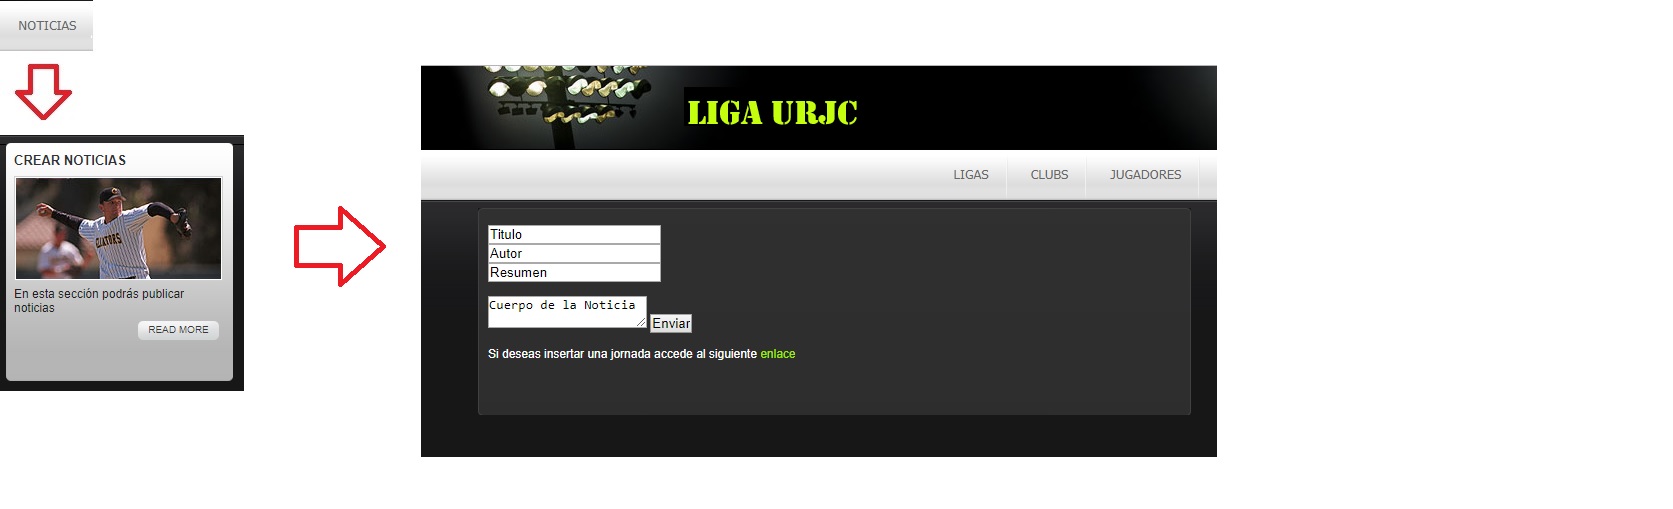 NOTICIAS
CREAR NOTICIAS
En esta sección podrás publicar
noticias
READ MORE
LIGA URJC
LIGAS CLUBS JUGADORES
Titulo
Autor
Resumen
Cuerpo de la Noticia
Enviar
Si deseas insertar una jornada accede al siguiente enlace